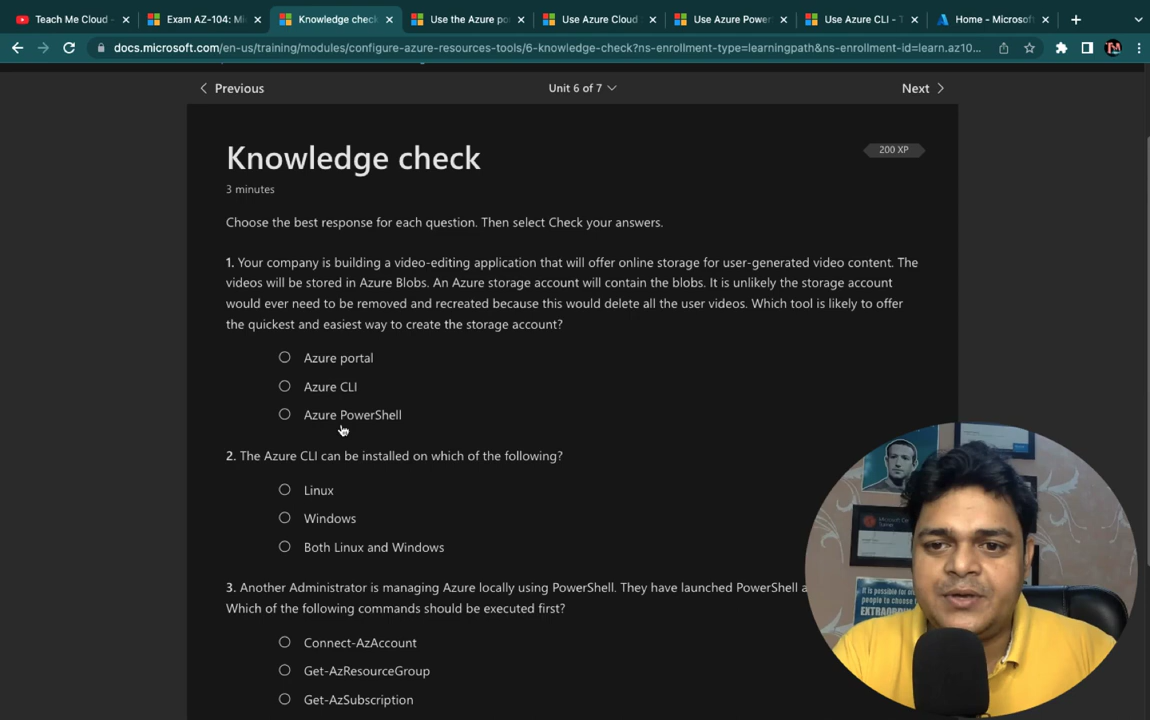 Teach Me Cloud -
Exam AZ-104: Mi
Knowledge check
Use the Azure po
Use Azure Cloud
Use Azure Power
Use Azure CLI - T
Home - Microsof
docs.microsoft.com/en-us/training/modules/configure-azure-resources-tools/6-knowledge-check?ns-enrollment-type=learningpath&ns-enrollment-id=learn.az10...
Previous
Unit 6 of 7
Next
Knowledge check
200 XP
3 minutes
Choose the best response for each question. Then select Check your answers.
1. Your company is building a video-editing application that will offer online storage for user-generated video content. The
videos will be stored in Azure Blobs. An Azure storage account will contain the blobs. It is unlikely the storage account
would ever need to be removed and recreated because this would delete all the user videos. Which tool is likely to offer
the quickest and easiest way to create the storage account?
Azure portal
Azure CLI
Azure PowerShell
2. The Azure CLI can be installed on which of the following?
Linux
Windows
Both Linux and Windows
3. Another Administrator is managing Azure locally using PowerShell. They have launched PowerShell a
Which of the following commands should be executed first?
Connect-AzAccount
Get-AzResourceGroup
Get-AzSubscription